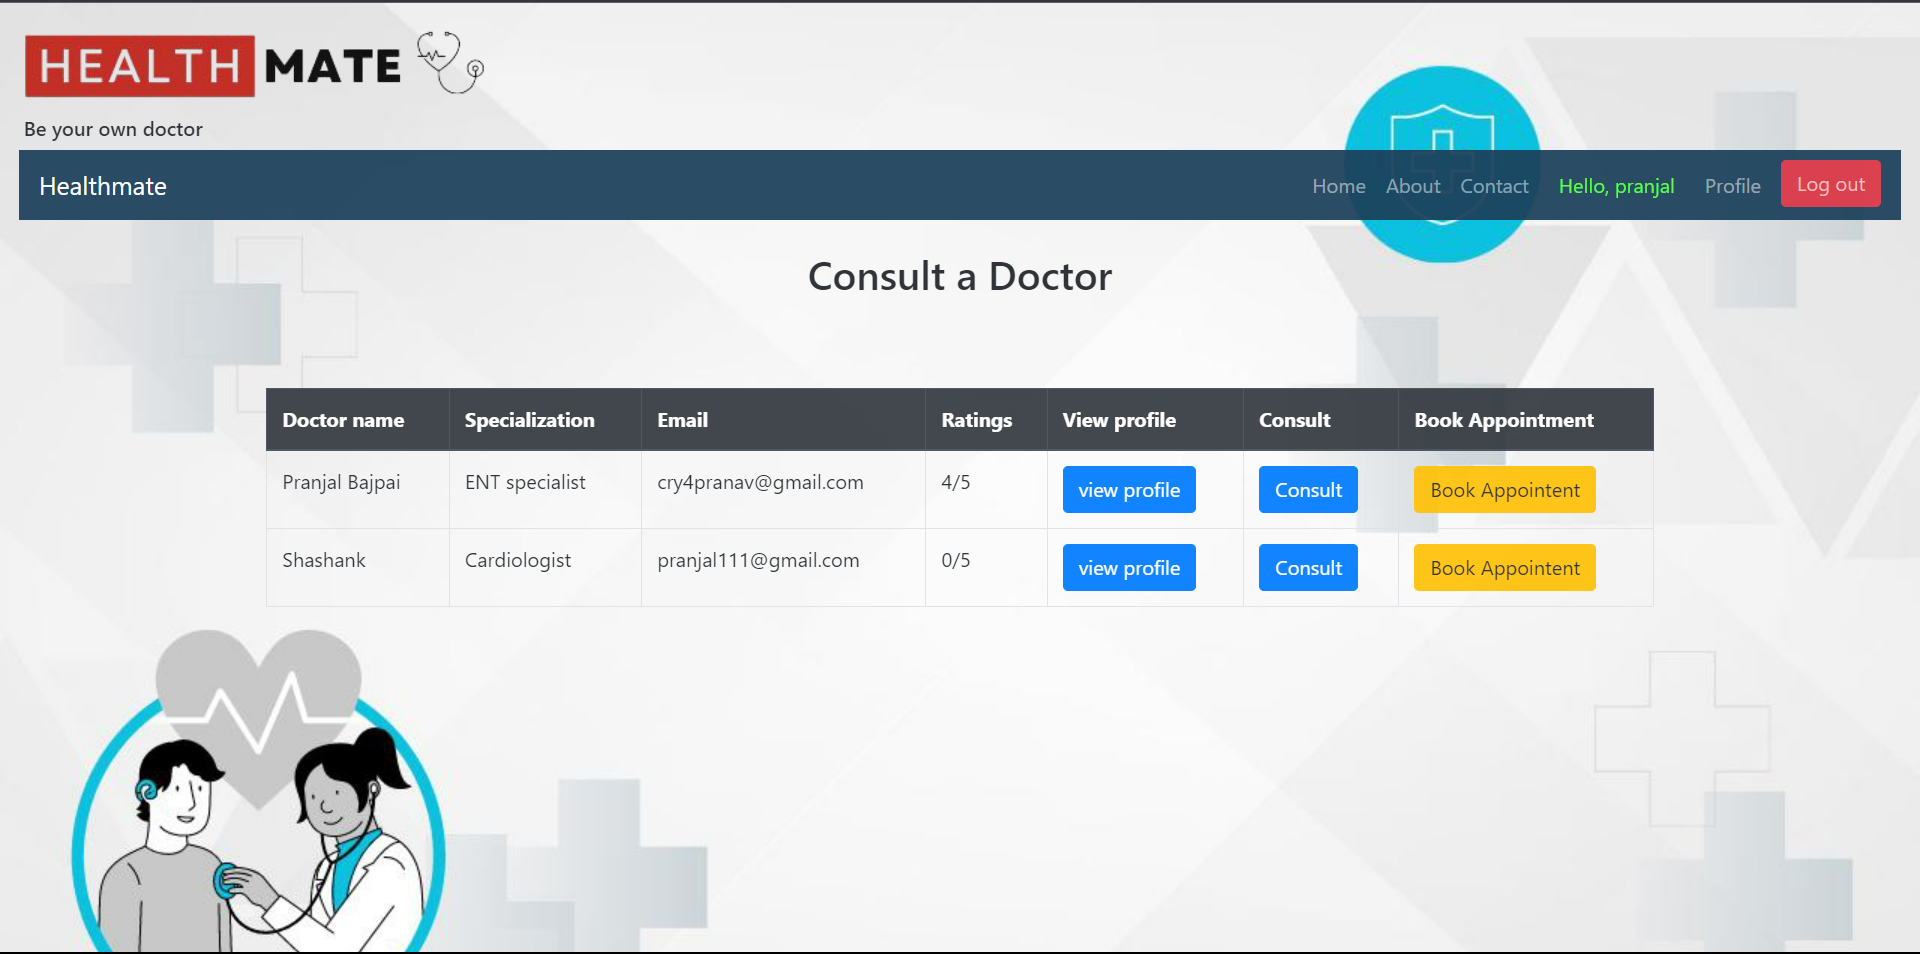 HEALTH MATE
Be your own doctor
Healthmate Home About Contact Hello, pranjal Profile Log out
Consult a Doctor
Doctor name Specialization Email Ratings View profile Consult Book Appointment
Pranjal Bajpai ENT specialist cry4pranav@gmail.com 4/5 view profile Consult Book Appointent
Shashank Cardiologist pranjal111@gmail.com 0/5 view profile Consult Book Appointent